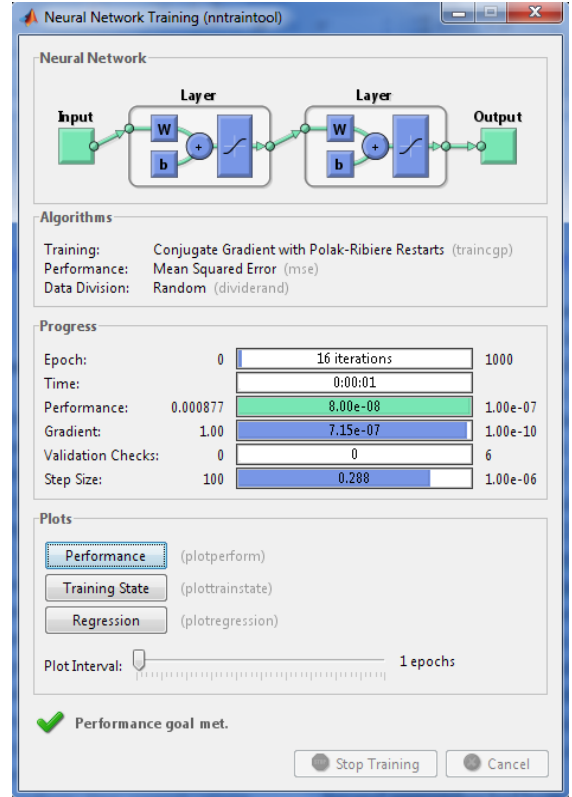 Neural Network Training (nntraintool)
Neural Network
Layer Layer
Input Output
W W
+ +
b b
Algorithms
Training: Conjugate Gradient with Polak-Ribiere Restarts (traincgp)
Performance: Mean Squared Error (mse)
Data Division: Random (dividerand)
Progress
Epoch: 0 16 iterations 1000
Time: 0:00:01
Performance: 0.000877 8.00e-08 1.00e-07
Gradient: 1.00 7.15e-07 1.00e-10
Validation Checks: 0 0 6
Step Size: 100 0.288 1.00e-06
Plots
Performance (plotperform)
Training State (plottrainstate)
Regression (plotregression)
Plot Interval: 1 epochs
Performance goal met.
Stop Training Cancel